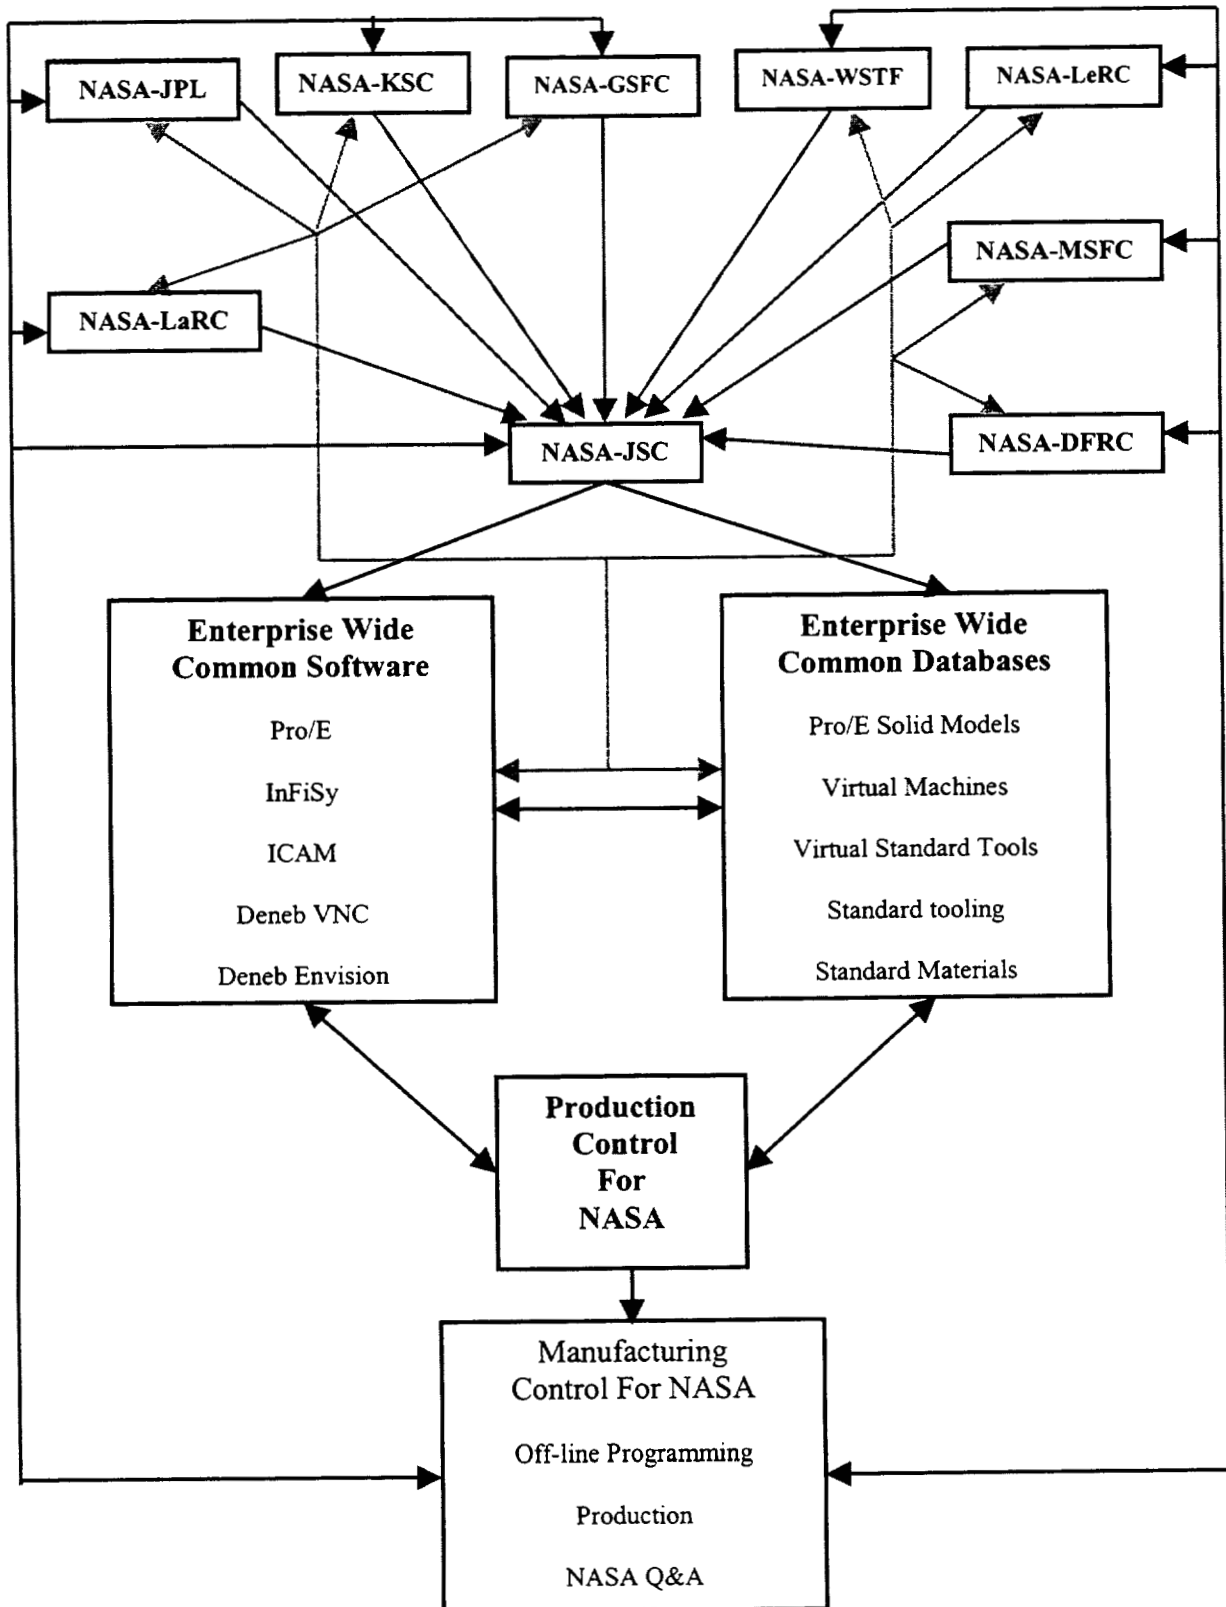 NASA-JPL
NASA-KSC
NASA-GSFC
NASA-WSTF
NASA-LeRC
NASA-MSFC
NASA-LaRC
NASA-DFRC
NASA-JSC
Enterprise Wide
Common Software
Pro/E
InFiSy
ICAM
Deneb VNC
Deneb Envision
Enterprise Wide
Common Databases
Pro/E Solid Models
Virtual Machines
Virtual Standard Tools
Standard tooling
Standard Materials
Production
Control
For
NASA
Manufacturing
Control For NASA
Off-line Programming
Production
NASA Q&A